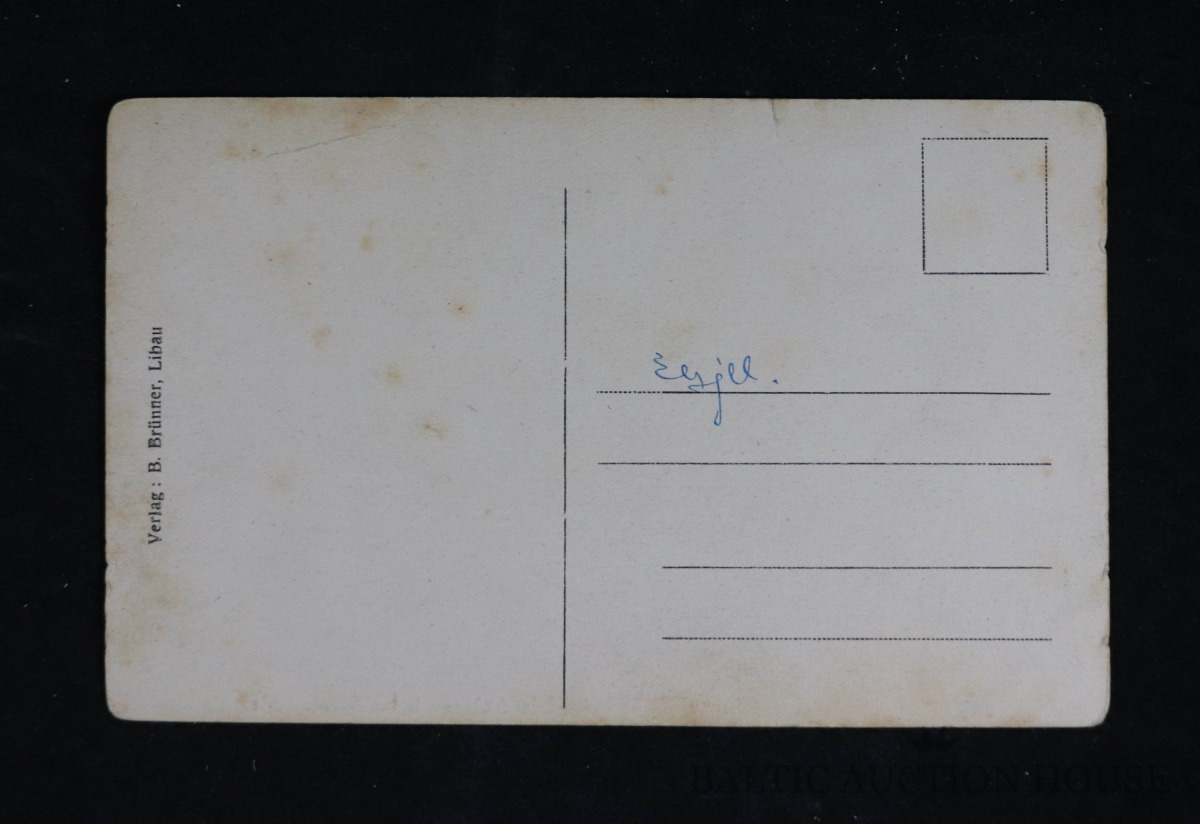 Verlag : B. Brünner, Libau
BALTIC AUCTION HOUSE